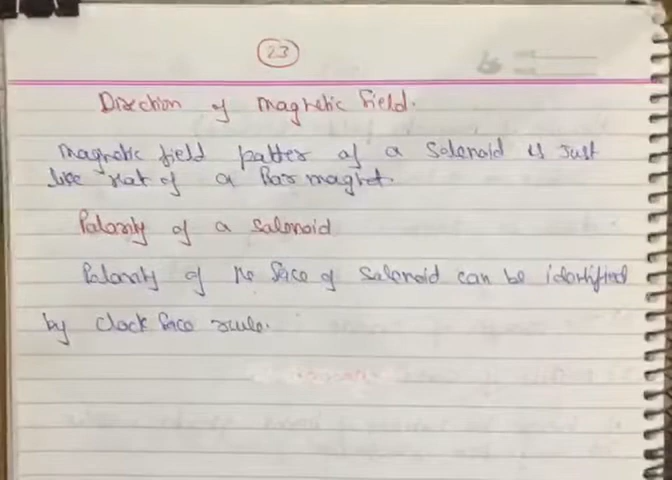 23
Direction of magnetic field.
Magnetic field patter of a Solenoid is Just
like that of a Bar magnet.
Polarity of a Solenoid
Polarity of the face of Solenoid can be identified
by clock face rule.